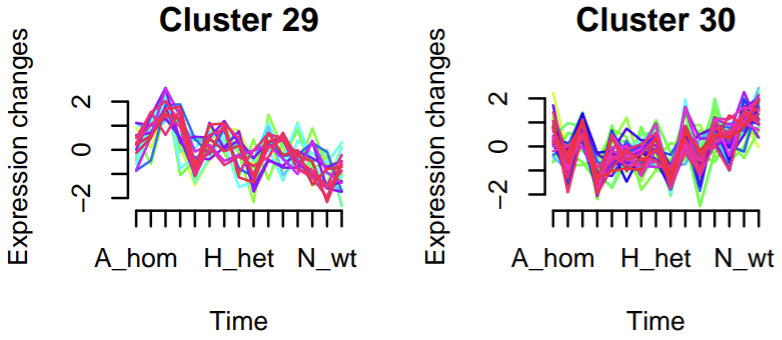 Cluster 29
Expression changes
2
0
−2
A_hom H_het N_wt
Time
Cluster 30
Expression changes
2
0
−2
A_hom H_het N_wt
Time